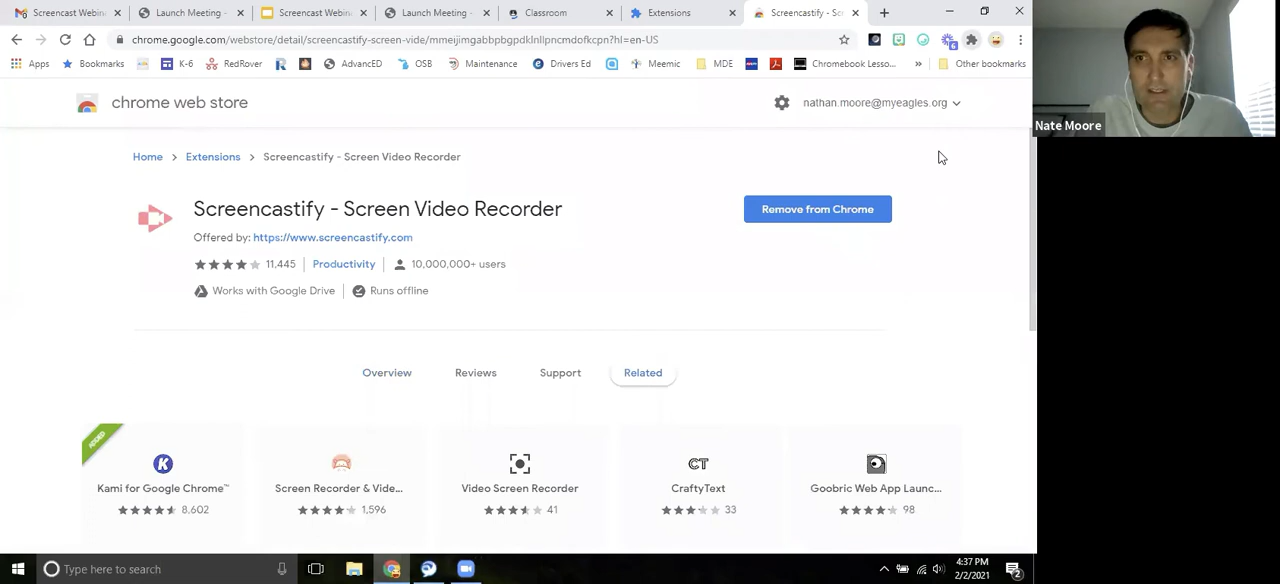 Screencast Webin
Launch Meeting -
Screencast Webin
Launch Meeting -
Classroom
Extensions
Screencastify - Sc
chrome.google.com/webstore/detail/screencastify-screen-vide/mmeijimgabbpbgpdklnllpncmdofkcpn?hl=en-US
Apps
Bookmarks
K-6
RedRover
AdvancED
OSB
Maintenance
Drivers Ed
Meemic
MDE
Chromebook Lesso...
»
Other bookmarks
chrome web store
nathan.moore@myeagles.org
Nate Moore
Home > Extensions > Screencastify - Screen Video Recorder
Screencastify - Screen Video Recorder
Remove from Chrome
Offered by: https://www.screencastify.com
11,445 | Productivity | 10,000,000+ users
Works with Google Drive | Runs offline
Overview
Reviews
Support
Related
ADDED
K
CT
Kami for Google Chrome™
Screen Recorder & Vide...
Video Screen Recorder
CraftyText
Goobric Web App Launc...
8,602
1,596
41
33
98
Type here to search
4:37 PM
2/2/2021
2